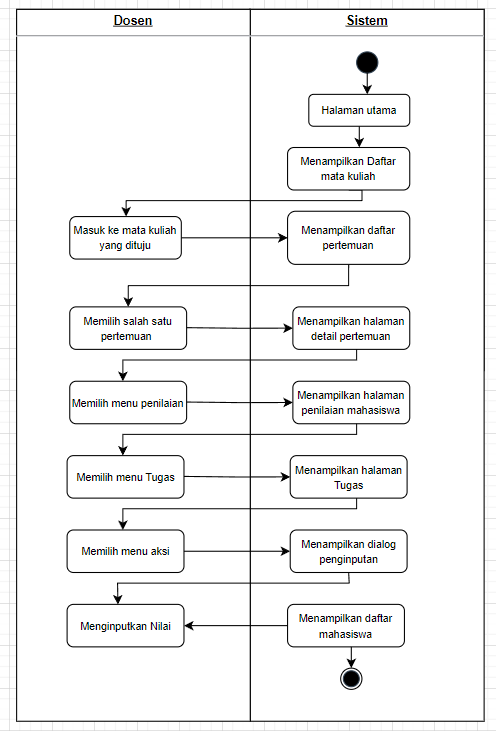 Dosen
Sistem
Halaman utama
Menampilkan Daftar
mata kuliah
Masuk ke mata kuliah
yang dituju
Menampilkan daftar
pertemuan
Memilih salah satu
pertemuan
Menampilkan halaman
detail pertemuan
Memilih menu penilaian
Menampilkan halaman
penilaian mahasiswa
Memilih menu Tugas
Menampilkan halaman
Tugas
Memilih menu aksi
Menampilkan dialog
penginputan
Menginputkan Nilai
Menampilkan daftar
mahasiswa